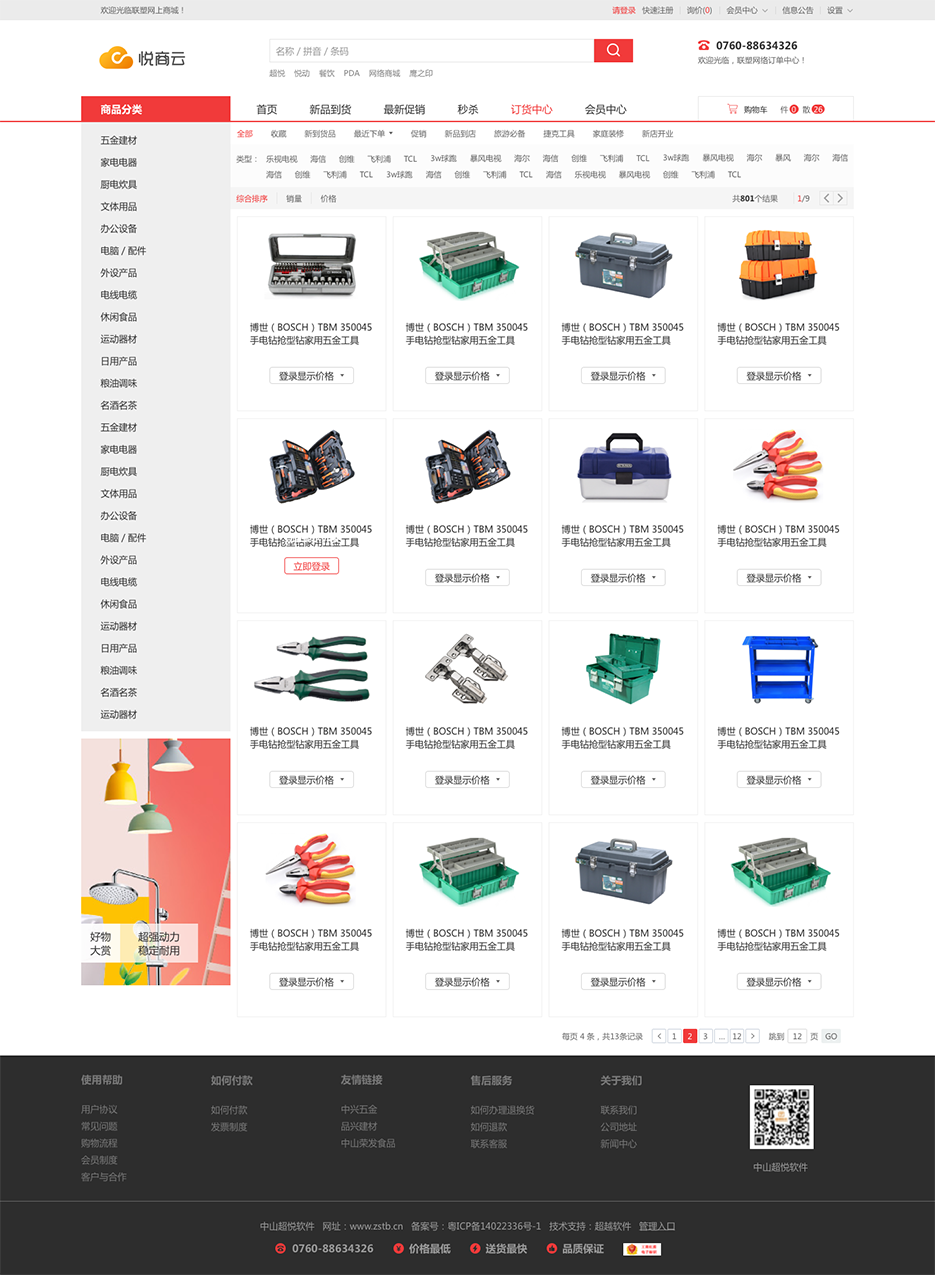 欢迎光临联塑网上商城！
请登录 快速注册 询价(0) 会员中心 信息公告 设置
悦商云
名称 / 拼音 / 条码
超悦 悦动 餐饮 PDA 网络商城 鹰之印
0760-88634326
欢迎光临，联塑网络订单中心！
商品分类
首页 新品到货 最新促销 秒杀 订货中心 会员中心
购物车 件 0 散 26
五金建材
家电电器
厨电炊具
文体用品
办公设备
电脑 / 配件
外设产品
电线电缆
休闲食品
运动器材
日用产品
粮油调味
名酒名茶
五金建材
家电电器
厨电炊具
文体用品
办公设备
电脑 / 配件
外设产品
电线电缆
休闲食品
运动器材
日用产品
粮油调味
名酒名茶
运动器材
好物
大赏
超强动力
稳定耐用
全部 收藏 新到货品 最近下单 促销 新品到店 旅游必备 捷克工具 家庭装修 新店开业
类型： 乐视电视 海信 创维 飞利浦 TCL 3w球跑 暴风电视 海尔 海信 创维 飞利浦 TCL 3w球跑 暴风电视 海尔 暴风 海尔 海信
海信 创维 飞利浦 TCL 3w球跑 海信 创维 飞利浦 TCL 海信 乐视电视 暴风电视 创维 飞利浦 TCL
综合排序 销量 价格
共801个结果 1/9
博世（BOSCH）TBM 350045 博世（BOSCH）TBM 350045 博世（BOSCH）TBM 350045 博世（BOSCH）TBM 350045
手电钻抢型钻家用五金工具 手电钻抢型钻家用五金工具 手电钻抢型钻家用五金工具 手电钻抢型钻家用五金工具
登录显示价格 登录显示价格 登录显示价格 登录显示价格
博世（BOSCH）TBM 350045 博世（BOSCH）TBM 350045 博世（BOSCH）TBM 350045 博世（BOSCH）TBM 350045
手电钻抢型钻家用五金工具 手电钻抢型钻家用五金工具 手电钻抢型钻家用五金工具 手电钻抢型钻家用五金工具
立即登录 登录显示价格 登录显示价格 登录显示价格
博世（BOSCH）TBM 350045 博世（BOSCH）TBM 350045 博世（BOSCH）TBM 350045 博世（BOSCH）TBM 350045
手电钻抢型钻家用五金工具 手电钻抢型钻家用五金工具 手电钻抢型钻家用五金工具 手电钻抢型钻家用五金工具
登录显示价格 登录显示价格 登录显示价格 登录显示价格
博世（BOSCH）TBM 350045 博世（BOSCH）TBM 350045 博世（BOSCH）TBM 350045 博世（BOSCH）TBM 350045
手电钻抢型钻家用五金工具 手电钻抢型钻家用五金工具 手电钻抢型钻家用五金工具 手电钻抢型钻家用五金工具
登录显示价格 登录显示价格 登录显示价格 登录显示价格
每页 4 条，共13条记录 < 1 2 3 ... 12 > 跳到 12 页 GO
使用帮助
用户协议
常见问题
购物流程
会员制度
客户与合作
如何付款
如何付款
发票制度
友情链接
中兴五金
品兴建材
中山荣发食品
售后服务
如何办理退换货
如何退款
联系客服
关于我们
联系我们
公司地址
新闻中心
中山超悦软件
中山超悦软件 网址：www.zstb.cn 备案号：粤ICP备14022336号-1 技术支持：超越软件 管理入口
0760-88634326 价格最低 送货最快 品质保证